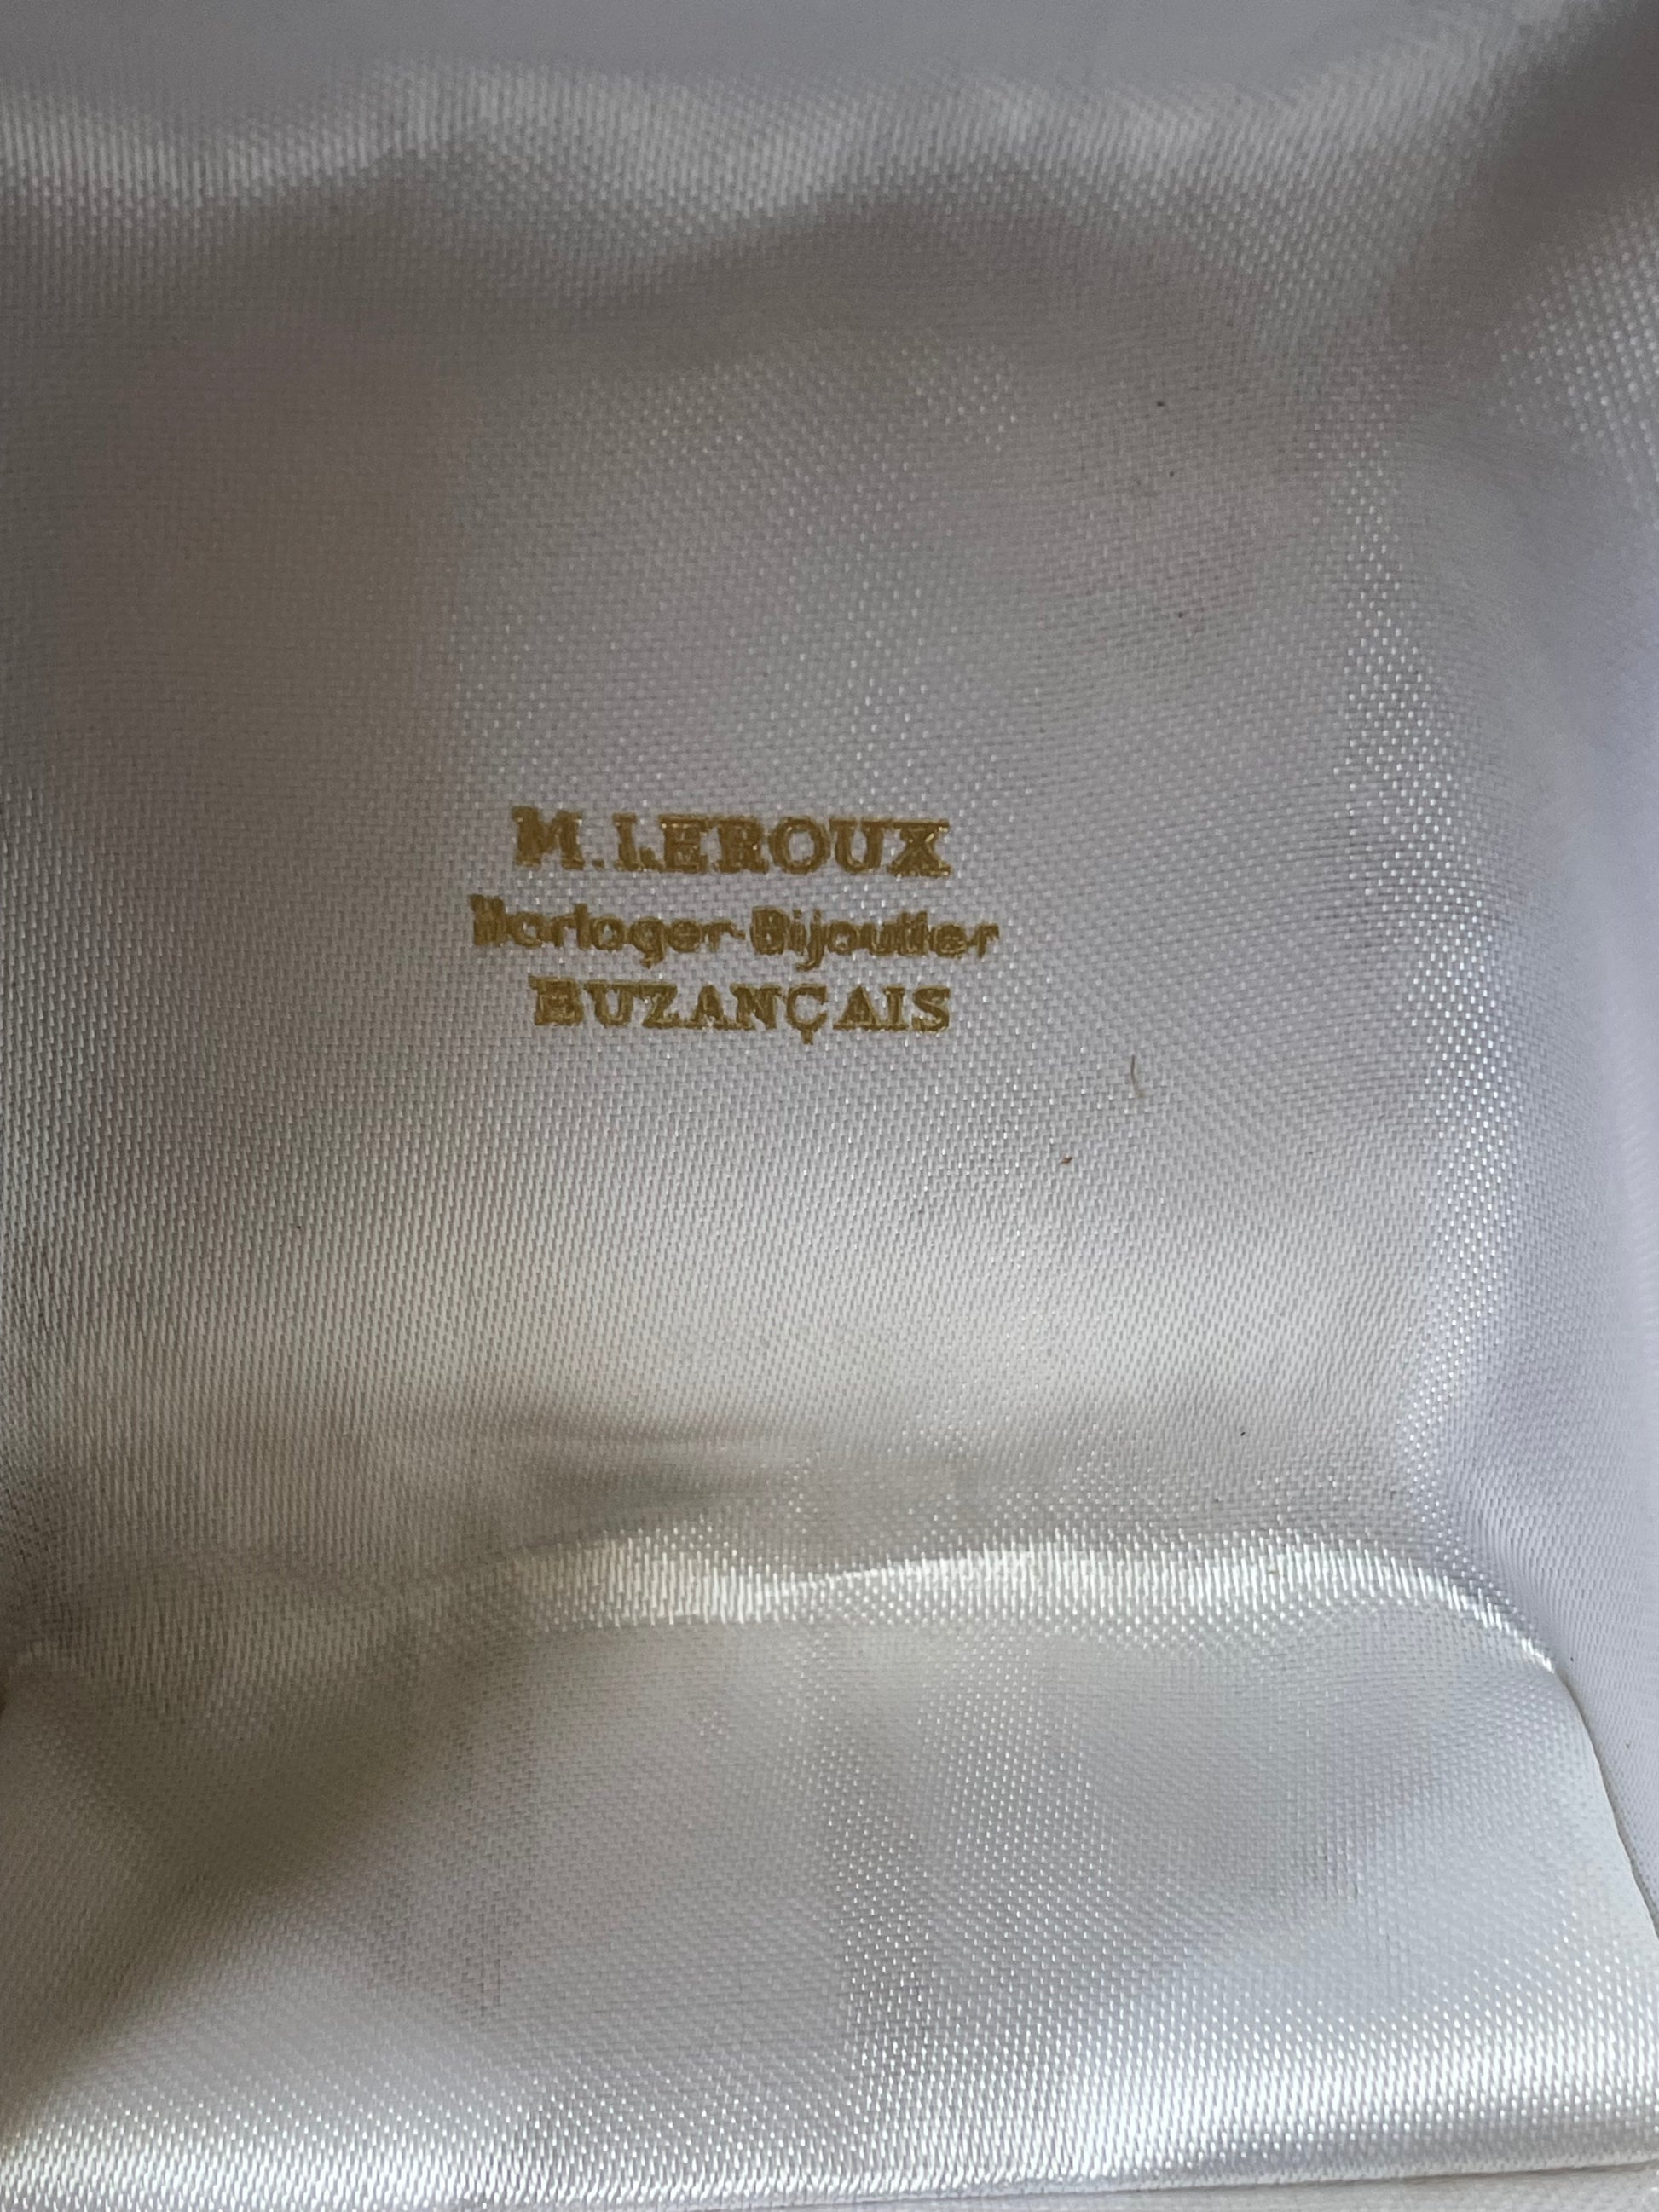 M. LEROUX
Horloger-Bijoutier
BUZANÇAIS